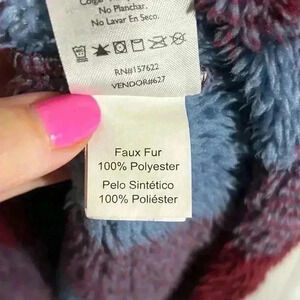 No Planchar,
No Lavar En Seco.
RN#157622
VENDOR#627
Faux Fur
100% Polyester
Pelo Sintético
100% Poliéster